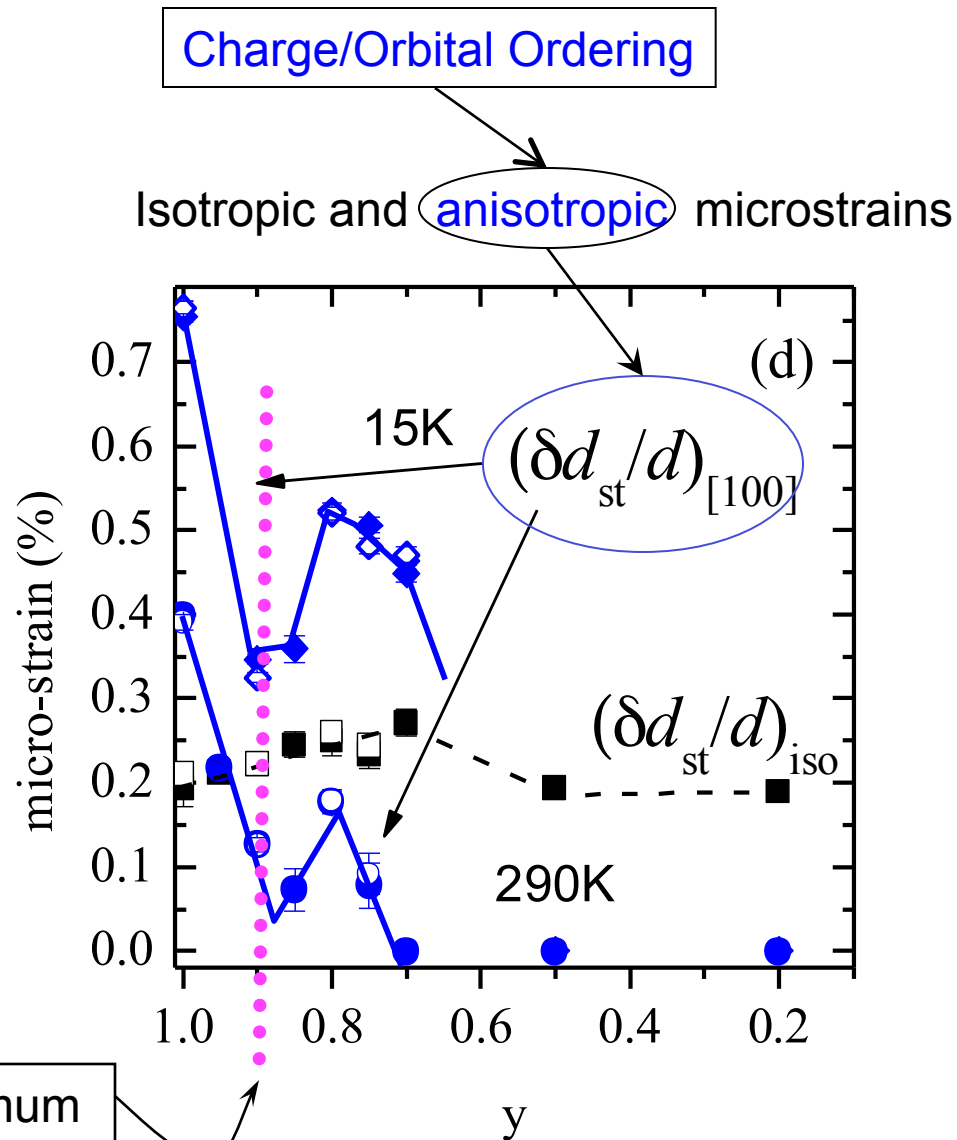 Charge/Orbital Ordering
Isotropic and anisotropic microstrains
(d)
0.7
0.6
0.5
0.4
0.3
0.2
0.1
0.0
micro-strain (%)
15K
(δd_st/d)_[100]
(δd_st/d)_iso
290K
1.0 0.8 0.6 0.4 0.2
y